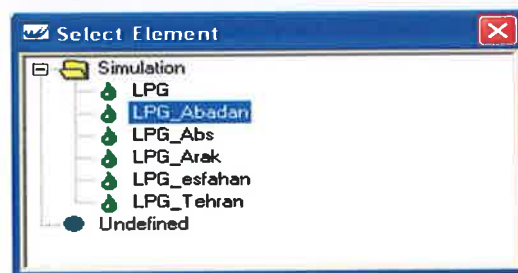 Select Element
Simulation
LPG
LPG_Abadan
LPG_Abs
LPG_Arak
LPG_esfahan
LPG_Tehran
Undefined